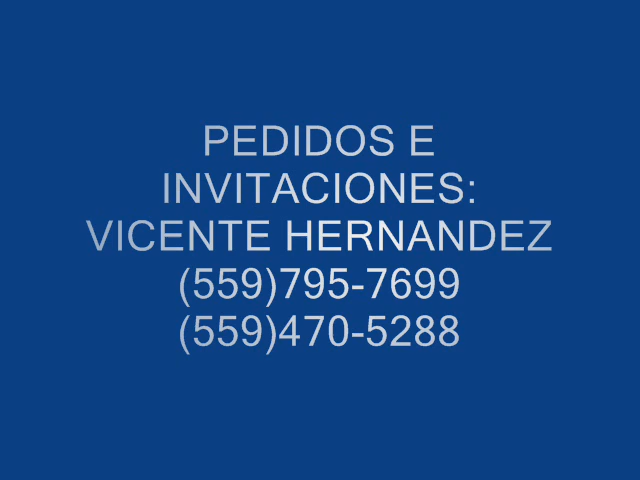 PEDIDOS E
INVITACIONES:
VICENTE HERNANDEZ
(559)795-7699
(559)470-5288